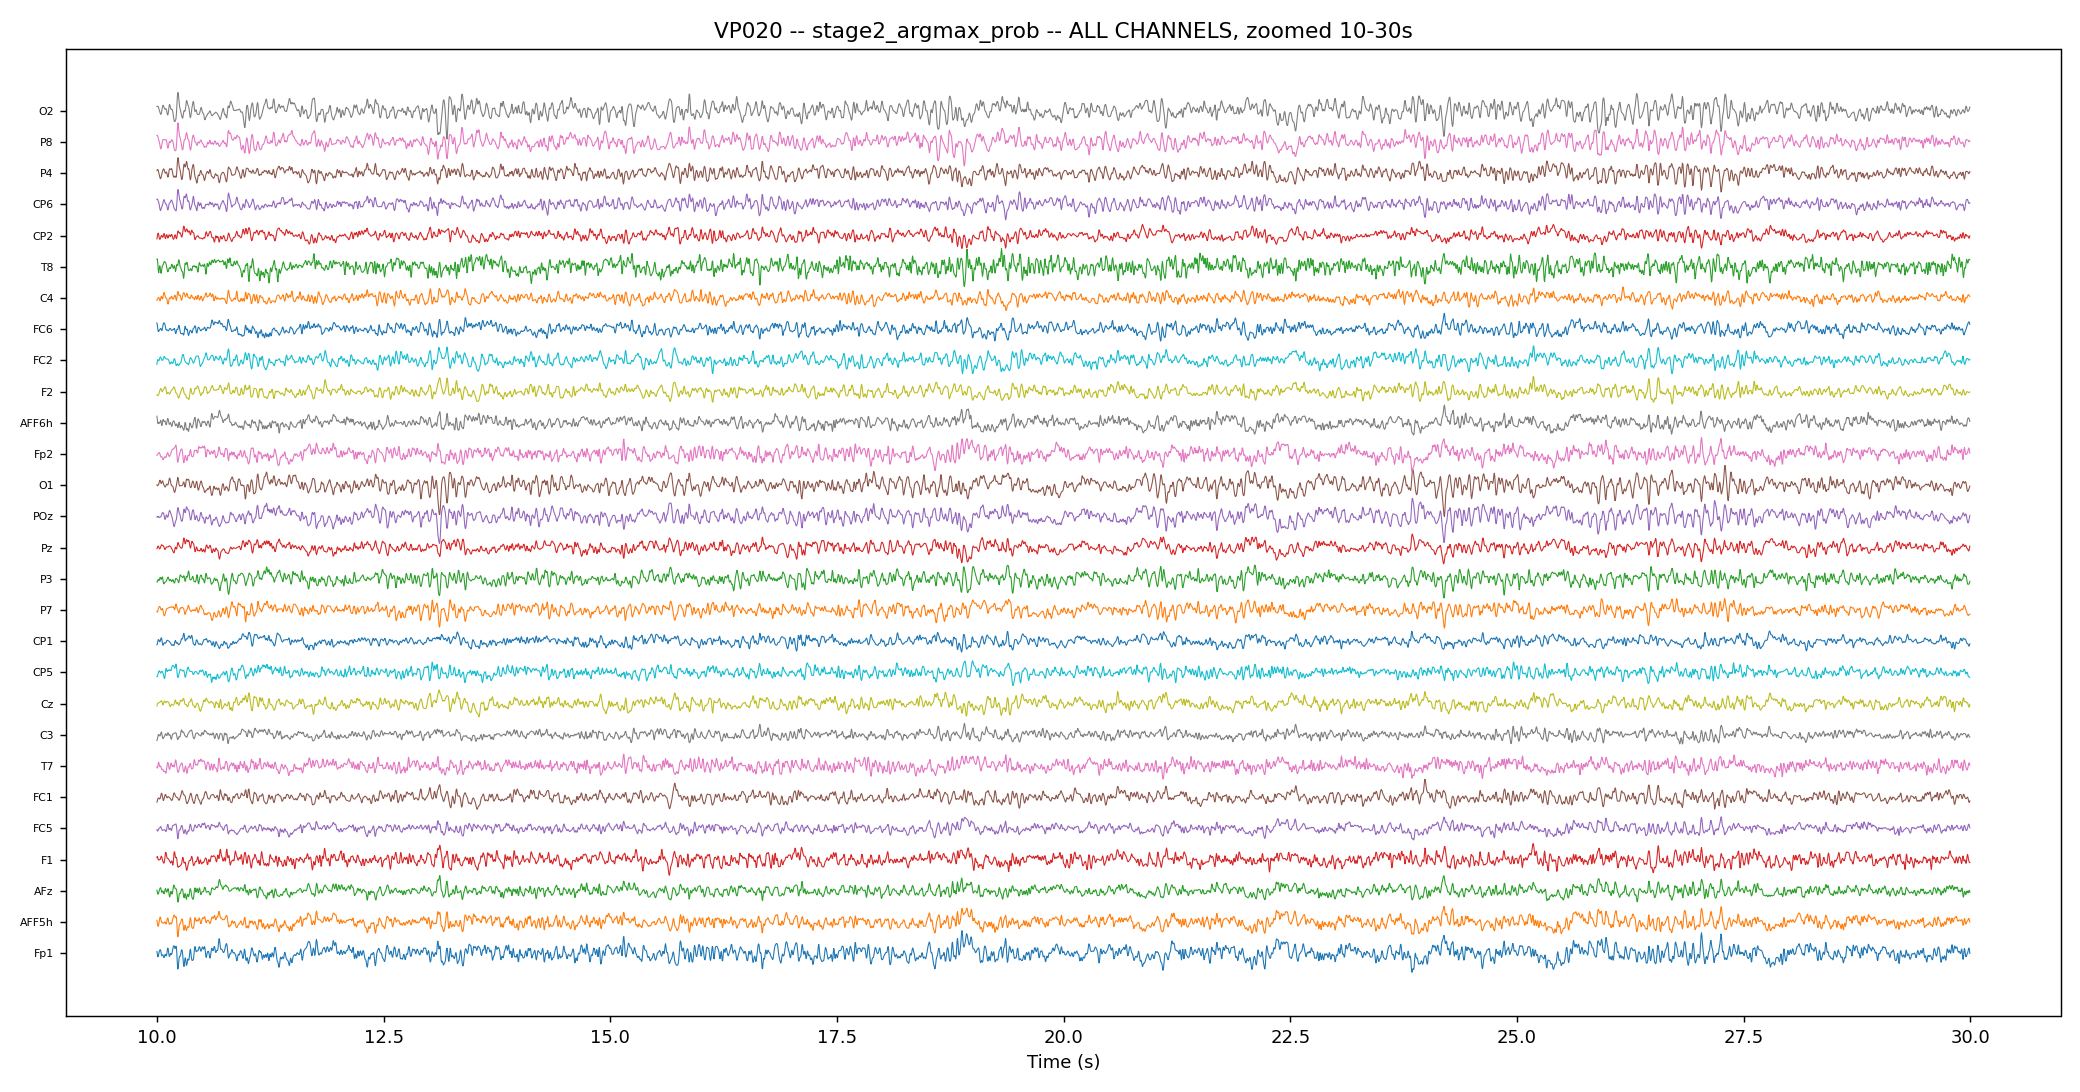 VP020 -- stage2_argmax_prob -- ALL CHANNELS, zoomed 10-30s
O2
P8
P4
CP6
CP2
T8
C4
FC6
FC2
F2
AFF6h
Fp2
O1
POz
Pz
P3
P7
CP1
CP5
Cz
C3
T7
FC1
FC5
F1
AFz
AFF5h
Fp1
10.0 12.5 15.0 17.5 20.0 22.5 25.0 27.5 30.0
Time (s)